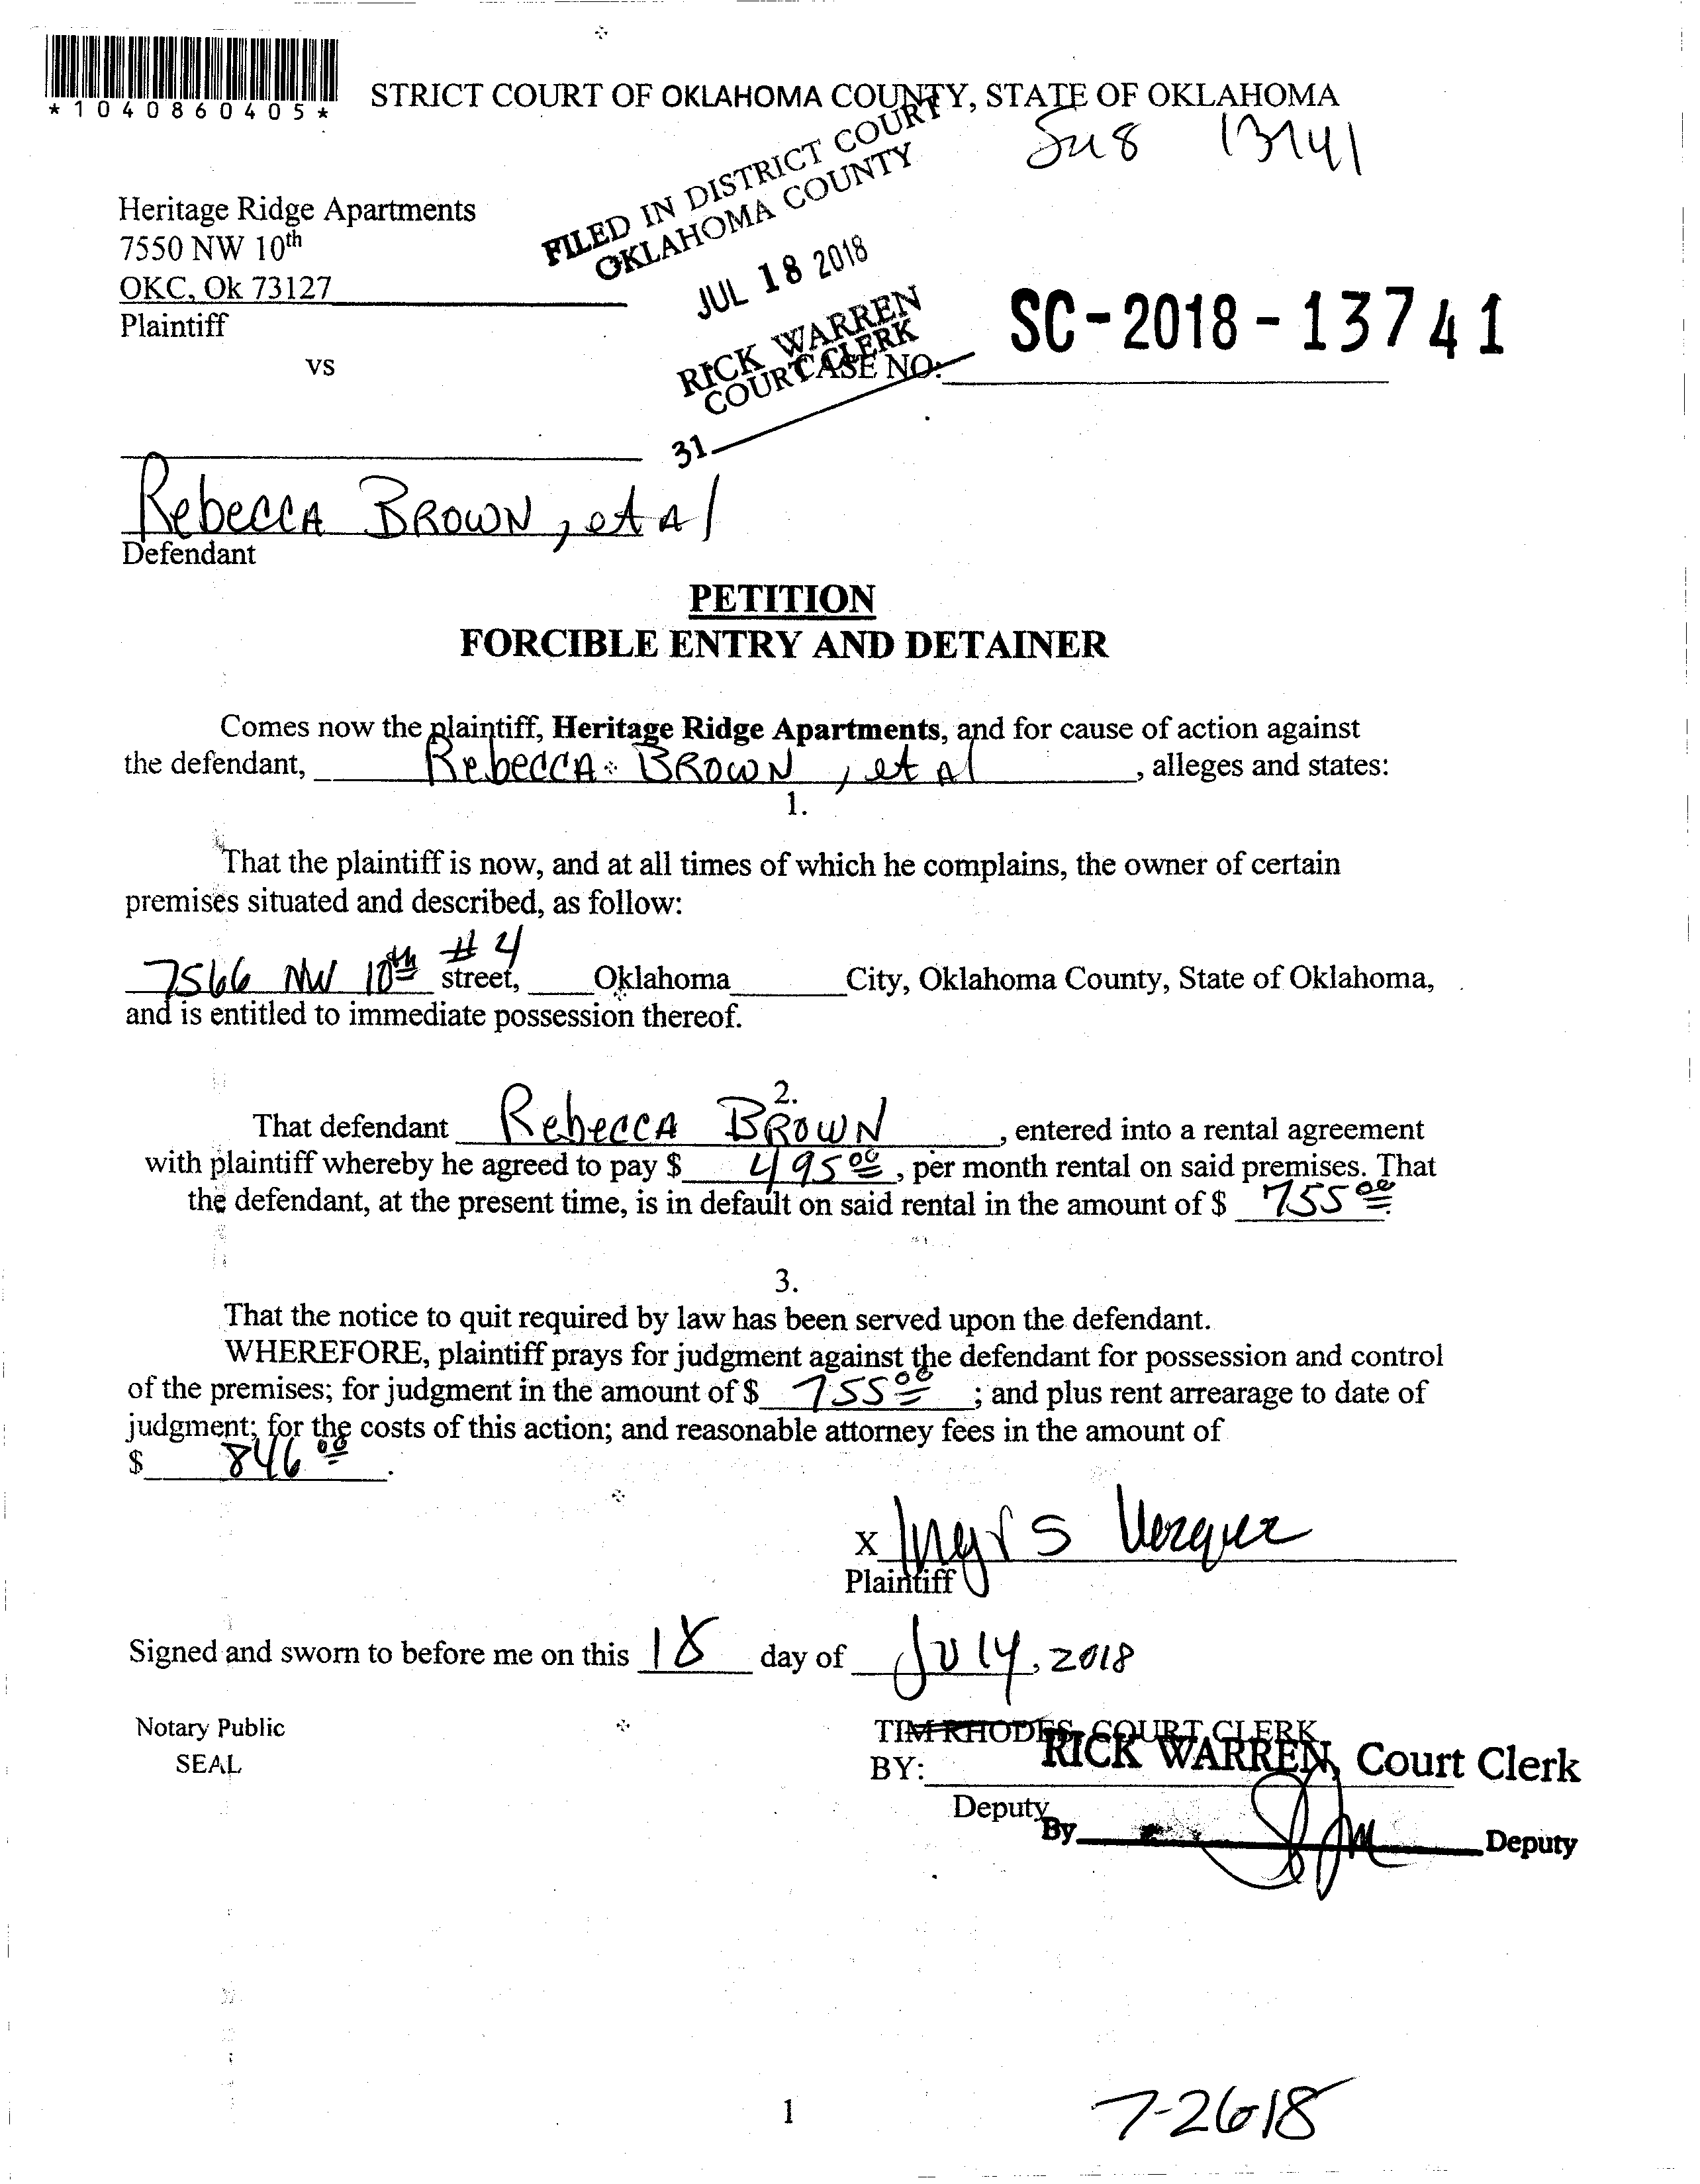 *1040860405*
STRICT COURT OF OKLAHOMA COUNTY, STATE OF OKLAHOMA
FILED IN DISTRICT COURT
OKLAHOMA COUNTY
JUL 18 2018
RICK WARREN
COURT CLERK
31
Heritage Ridge Apartments
7550 NW 10th
OKC, Ok 73127
Plaintiff
vs
CASE NO: SC-2018-13741
Rebecca Brown, et al
Defendant
PETITION
FORCIBLE ENTRY AND DETAINER
Comes now the plaintiff, Heritage Ridge Apartments, and for cause of action against
the defendant, Rebecca Brown, et al, alleges and states:
1.
That the plaintiff is now, and at all times of which he complains, the owner of certain
premises situated and described, as follow:
7566 NW 10th #4 street, Oklahoma City, Oklahoma County, State of Oklahoma,
and is entitled to immediate possession thereof.
2.
That defendant Rebecca Brown, entered into a rental agreement
with plaintiff whereby he agreed to pay $ 495.00, per month rental on said premises. That
the defendant, at the present time, is in default on said rental in the amount of $ 755.00
3.
That the notice to quit required by law has been served upon the defendant.
WHEREFORE, plaintiff prays for judgment against the defendant for possession and control
of the premises; for judgment in the amount of $ 755.00; and plus rent arrearage to date of
judgment; for the costs of this action; and reasonable attorney fees in the amount of
$ 846.00.
X
Plaintiff
Signed and sworn to before me on this 18 day of July, 2018
Notary Public
SEAL
TIM RHODES, COURT CLERK
RICK WARREN, Court Clerk
BY:
Deputy
By Deputy
1
7-26-18